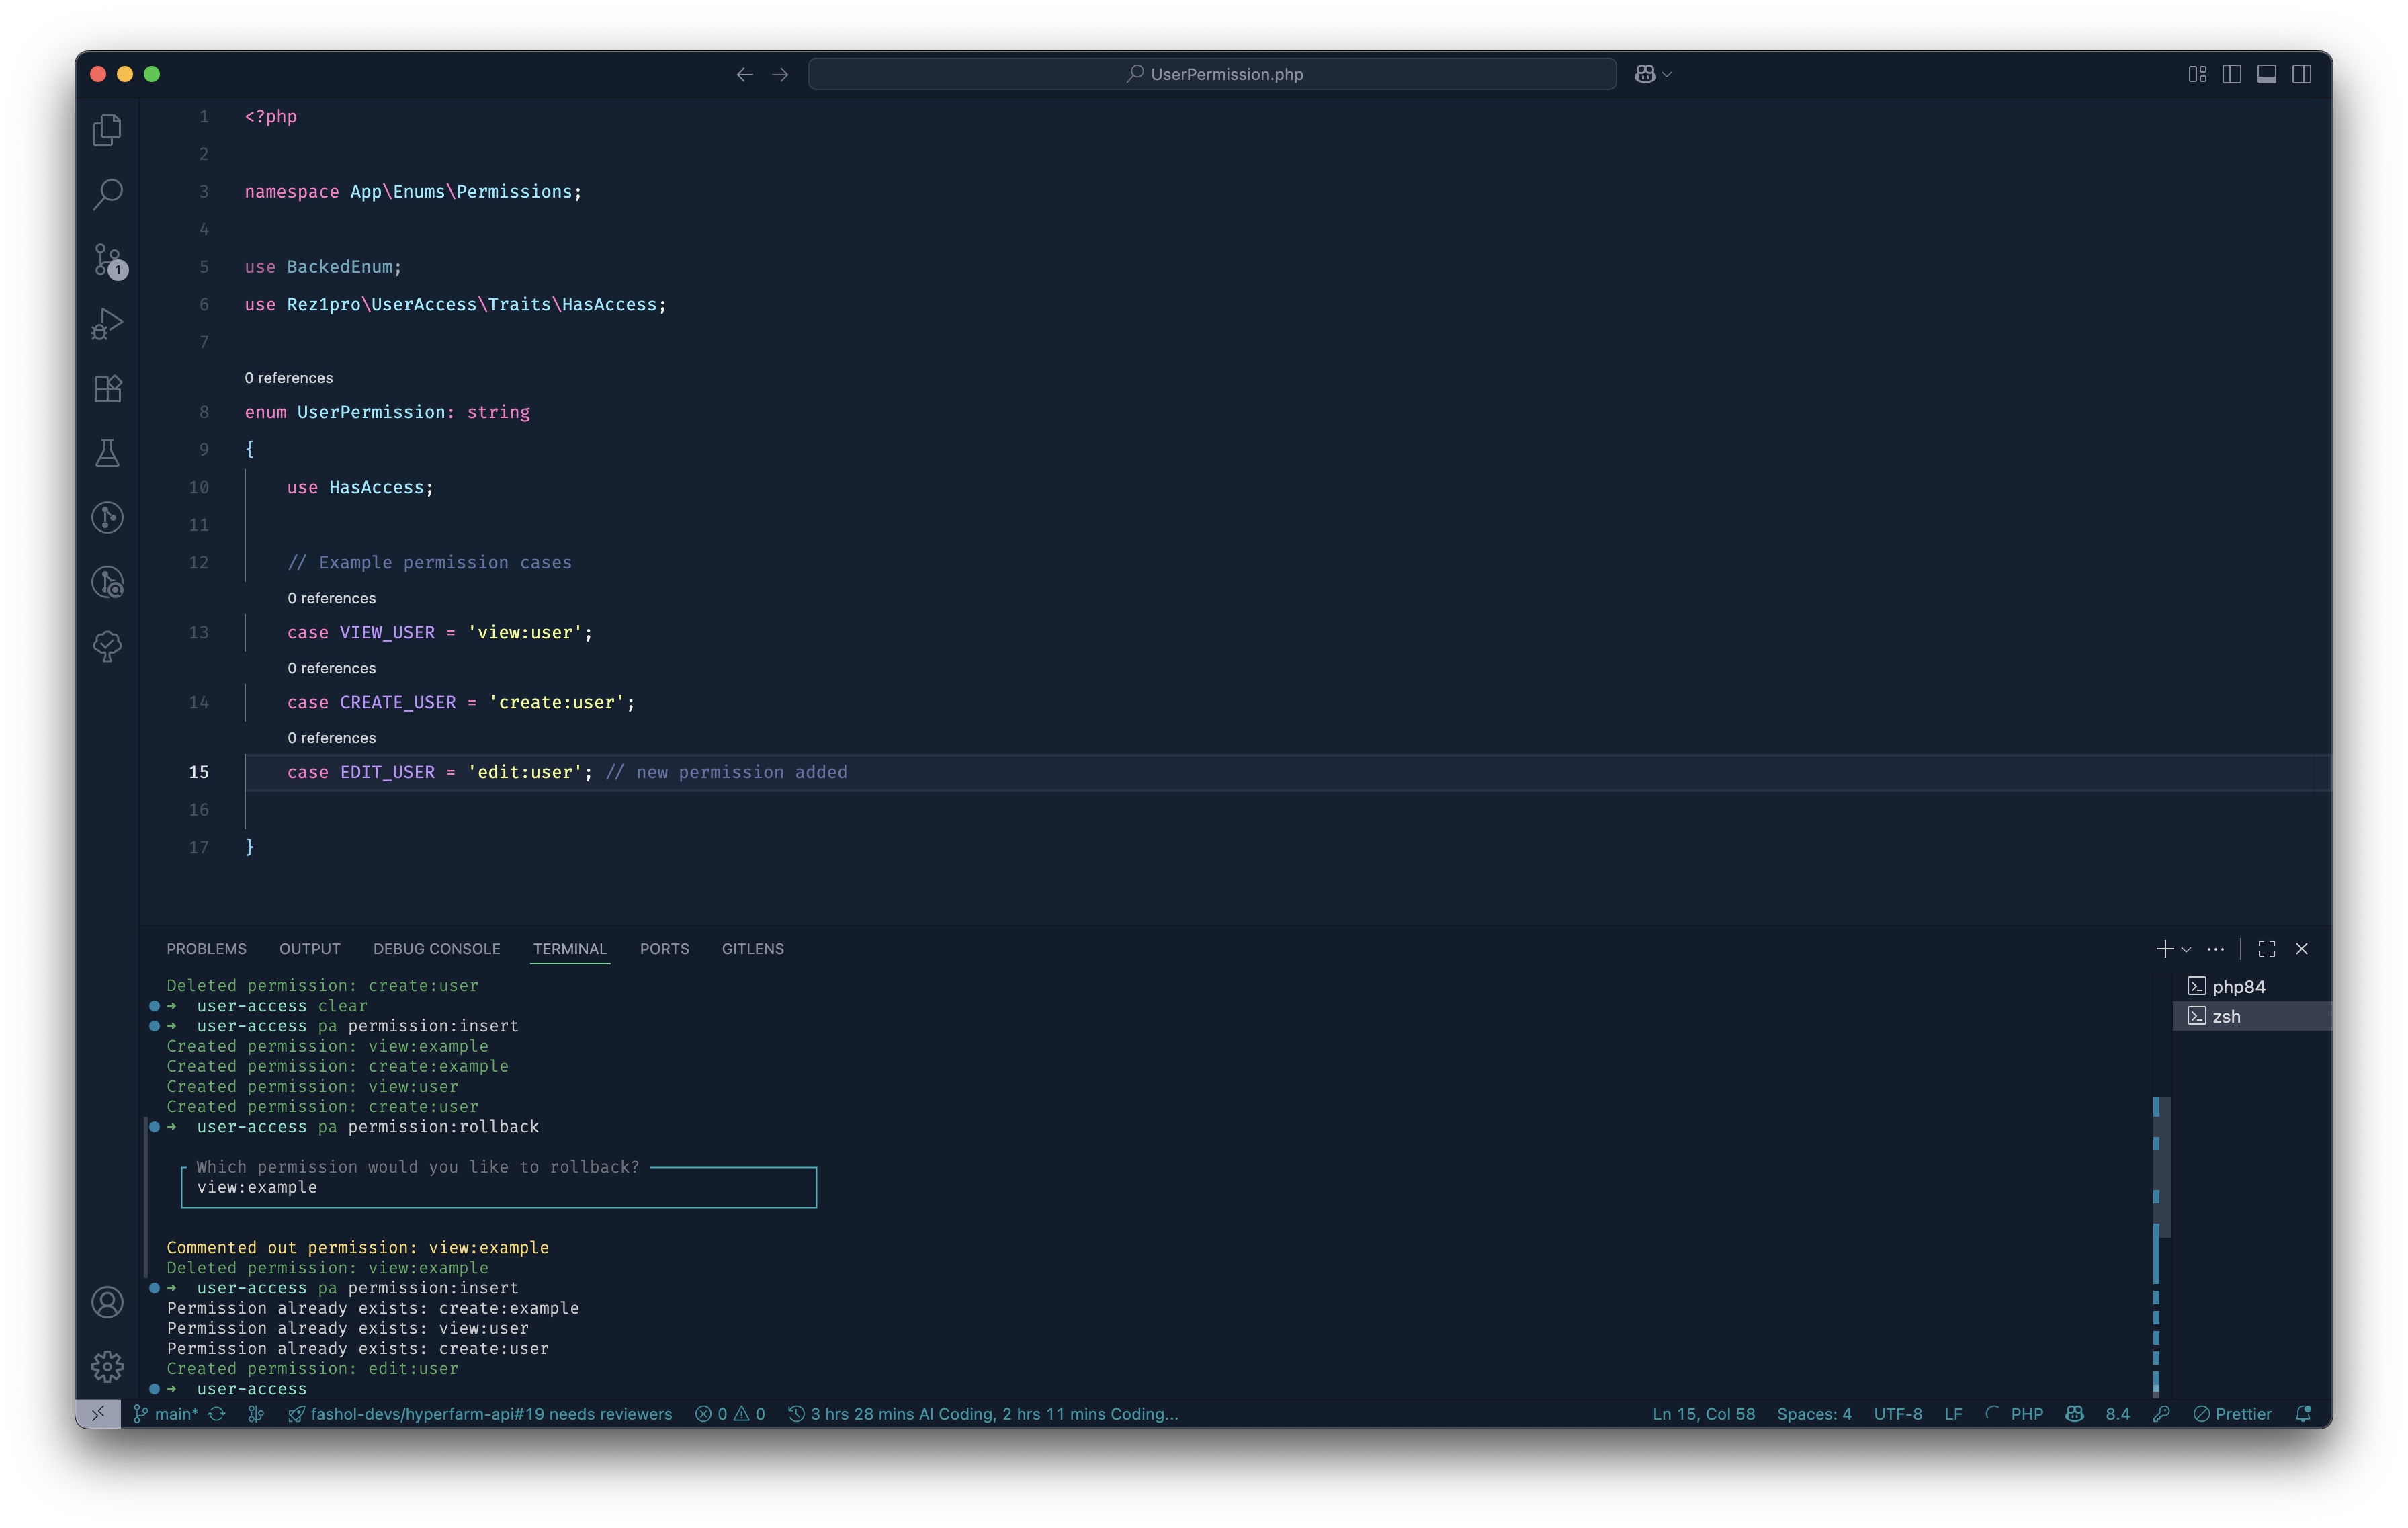 UserPermission.php
1 <?php
2
3 namespace App\Enums\Permissions;
4
5 use BackedEnum;
6 use Rez1pro\UserAccess\Traits\HasAccess;
7
0 references
8 enum UserPermission: string
9 {
10 use HasAccess;
11
12 // Example permission cases
0 references
13 case VIEW_USER = 'view:user';
0 references
14 case CREATE_USER = 'create:user';
0 references
15 case EDIT_USER = 'edit:user'; // new permission added
16
17 }
1
PROBLEMS OUTPUT DEBUG CONSOLE TERMINAL PORTS GITLENS
Deleted permission: create:user
➜ user-access clear
➜ user-access pa permission:insert
Created permission: view:example
Created permission: create:example
Created permission: view:user
Created permission: create:user
➜ user-access pa permission:rollback
Which permission would you like to rollback?
view:example
Commented out permission: view:example
Deleted permission: view:example
➜ user-access pa permission:insert
Permission already exists: create:example
Permission already exists: view:user
Permission already exists: create:user
Created permission: edit:user
➜ user-access
php84
zsh
main* fashol-devs/hyperfarm-api#19 needs reviewers 0 0 3 hrs 28 mins AI Coding, 2 hrs 11 mins Coding... Ln 15, Col 58 Spaces: 4 UTF-8 LF PHP 8.4 Prettier